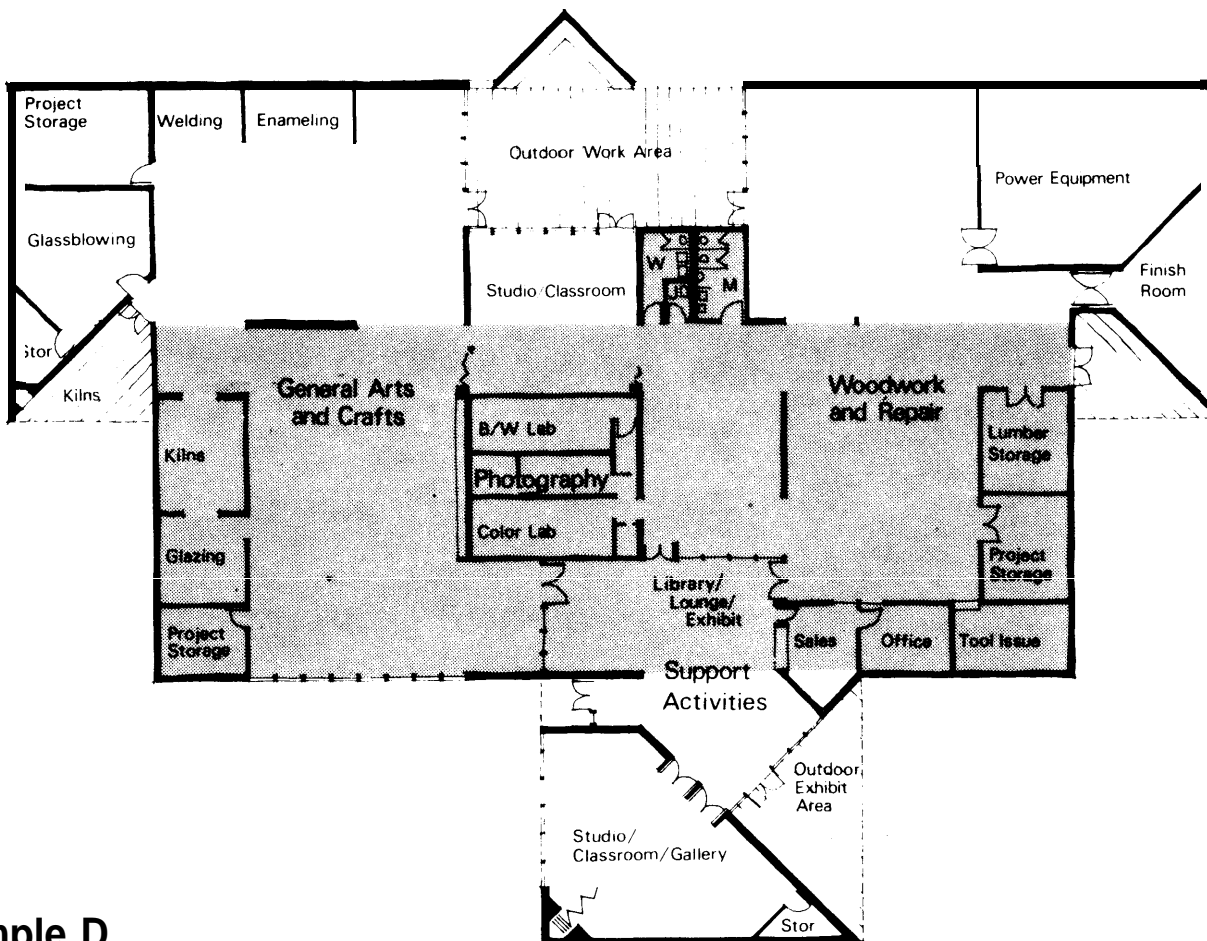 Project
Storage
Welding
Enameling
Outdoor Work Area
Power Equipment
Glassblowing
W
M
Studio/Classroom
Finish
Room
Stor
Kilns
General Arts
and Crafts
Woodwork
and Repair
B/W Lab
Lumber
Storage
Kilns
Photography
Color Lab
Glazing
Project
Storage
Library/
Lounge/
Exhibit
Project
Storage
Sales
Office
Tool Issue
Support
Activities
Outdoor
Exhibit
Area
Studio/
Classroom/Gallery
Stor
mple D